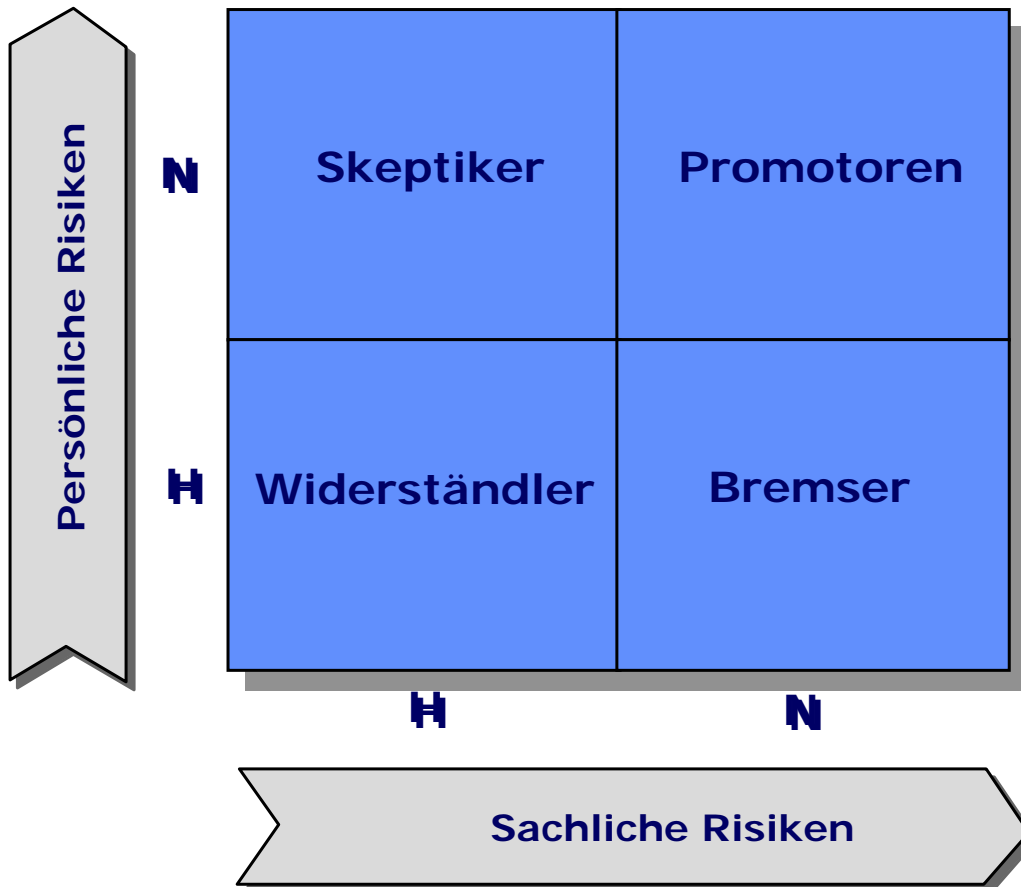 Persönliche Risiken
N
Skeptiker
Promotoren
H
Widerständler
Bremser
H
N
Sachliche Risiken